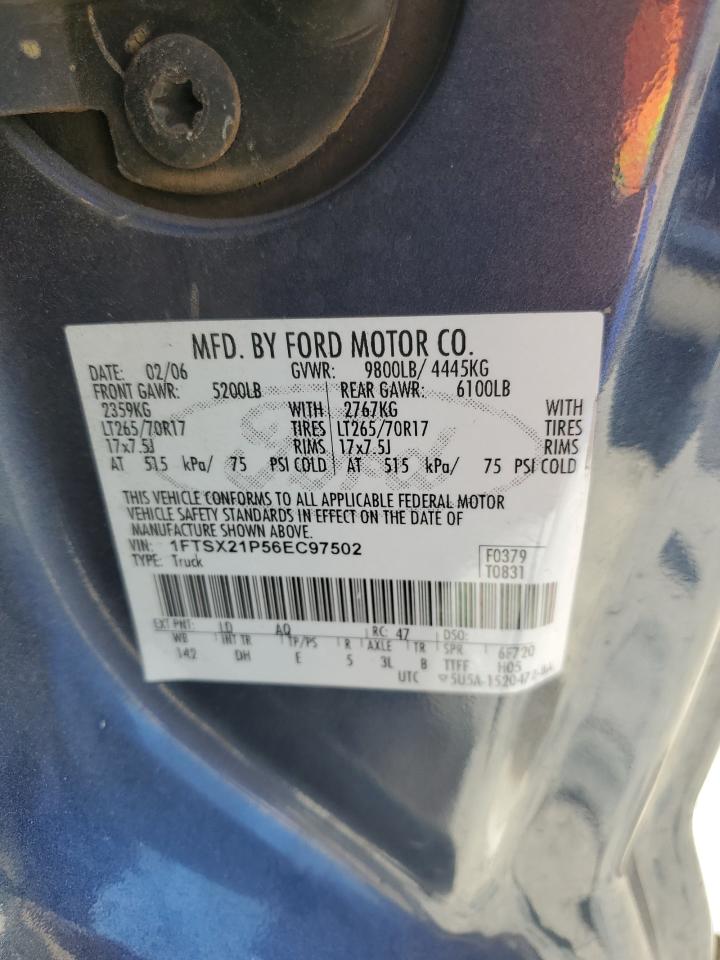 MFD. BY FORD MOTOR CO.
DATE: 02/06 GVWR: 9800LB/ 4445KG
FRONT GAWR: 5200LB REAR GAWR: 6100LB
2359KG WITH 2767KG WITH
LT265/70R17 TIRES LT265/70R17 TIRES
17x7.5J RIMS 17x7.5J RIMS
AT 515 kPa/ 75 PSI COLD AT 515 kPa/ 75 PSI COLD
THIS VEHICLE CONFORMS TO ALL APPLICABLE FEDERAL MOTOR
VEHICLE SAFETY STANDARDS IN EFFECT ON THE DATE OF
MANUFACTURE SHOWN ABOVE.
VIN: 1FTSX21P56EC97502 F0379
TYPE: Truck T0831
EXT PNT: LD AQ RC: 47 DSO:
WB INT TR TP/PS R AXLE TR SPR 6F720
142 DH E 5 3L B TTFF H05
UTC
Ford